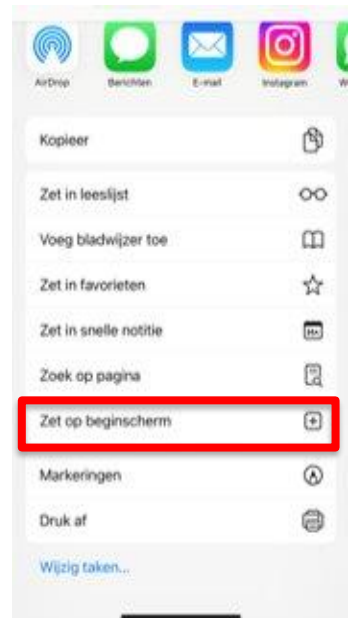 AirDrop Berichten E-mail Instagram W
Kopieer
Zet in leeslijst
Voeg bladwijzer toe
Zet in favorieten
Zet in snelle notitie
Zoek op pagina
Zet op beginscherm
Markeringen
Druk af
Wijzig taken...